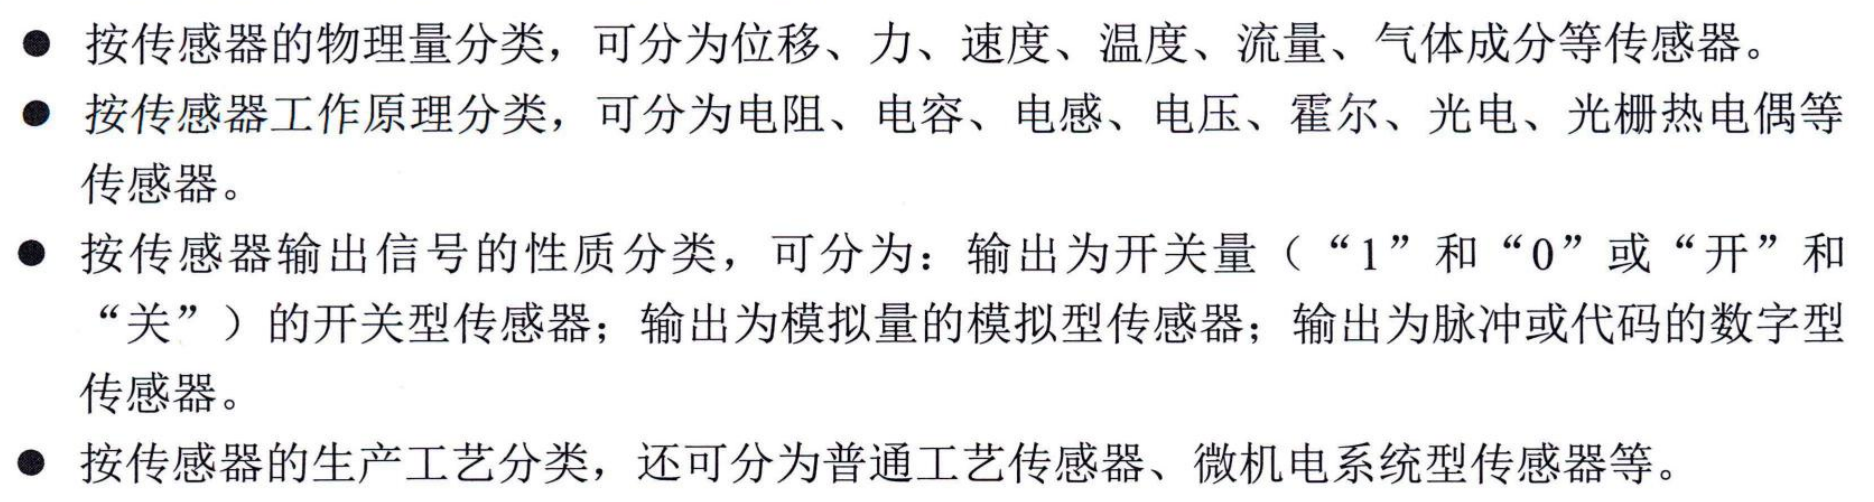 ● 按传感器的物理量分类，可分为位移、力、速度、温度、流量、气体成分等传感器。
● 按传感器工作原理分类，可分为电阻、电容、电感、电压、霍尔、光电、光栅热电偶等
传感器。
● 按传感器输出信号的性质分类，可分为：输出为开关量（“1”和“0”或“开”和
“关”）的开关型传感器；输出为模拟量的模拟型传感器；输出为脉冲或代码的数字型
传感器。
● 按传感器的生产工艺分类，还可分为普通工艺传感器、微机电系统型传感器等。